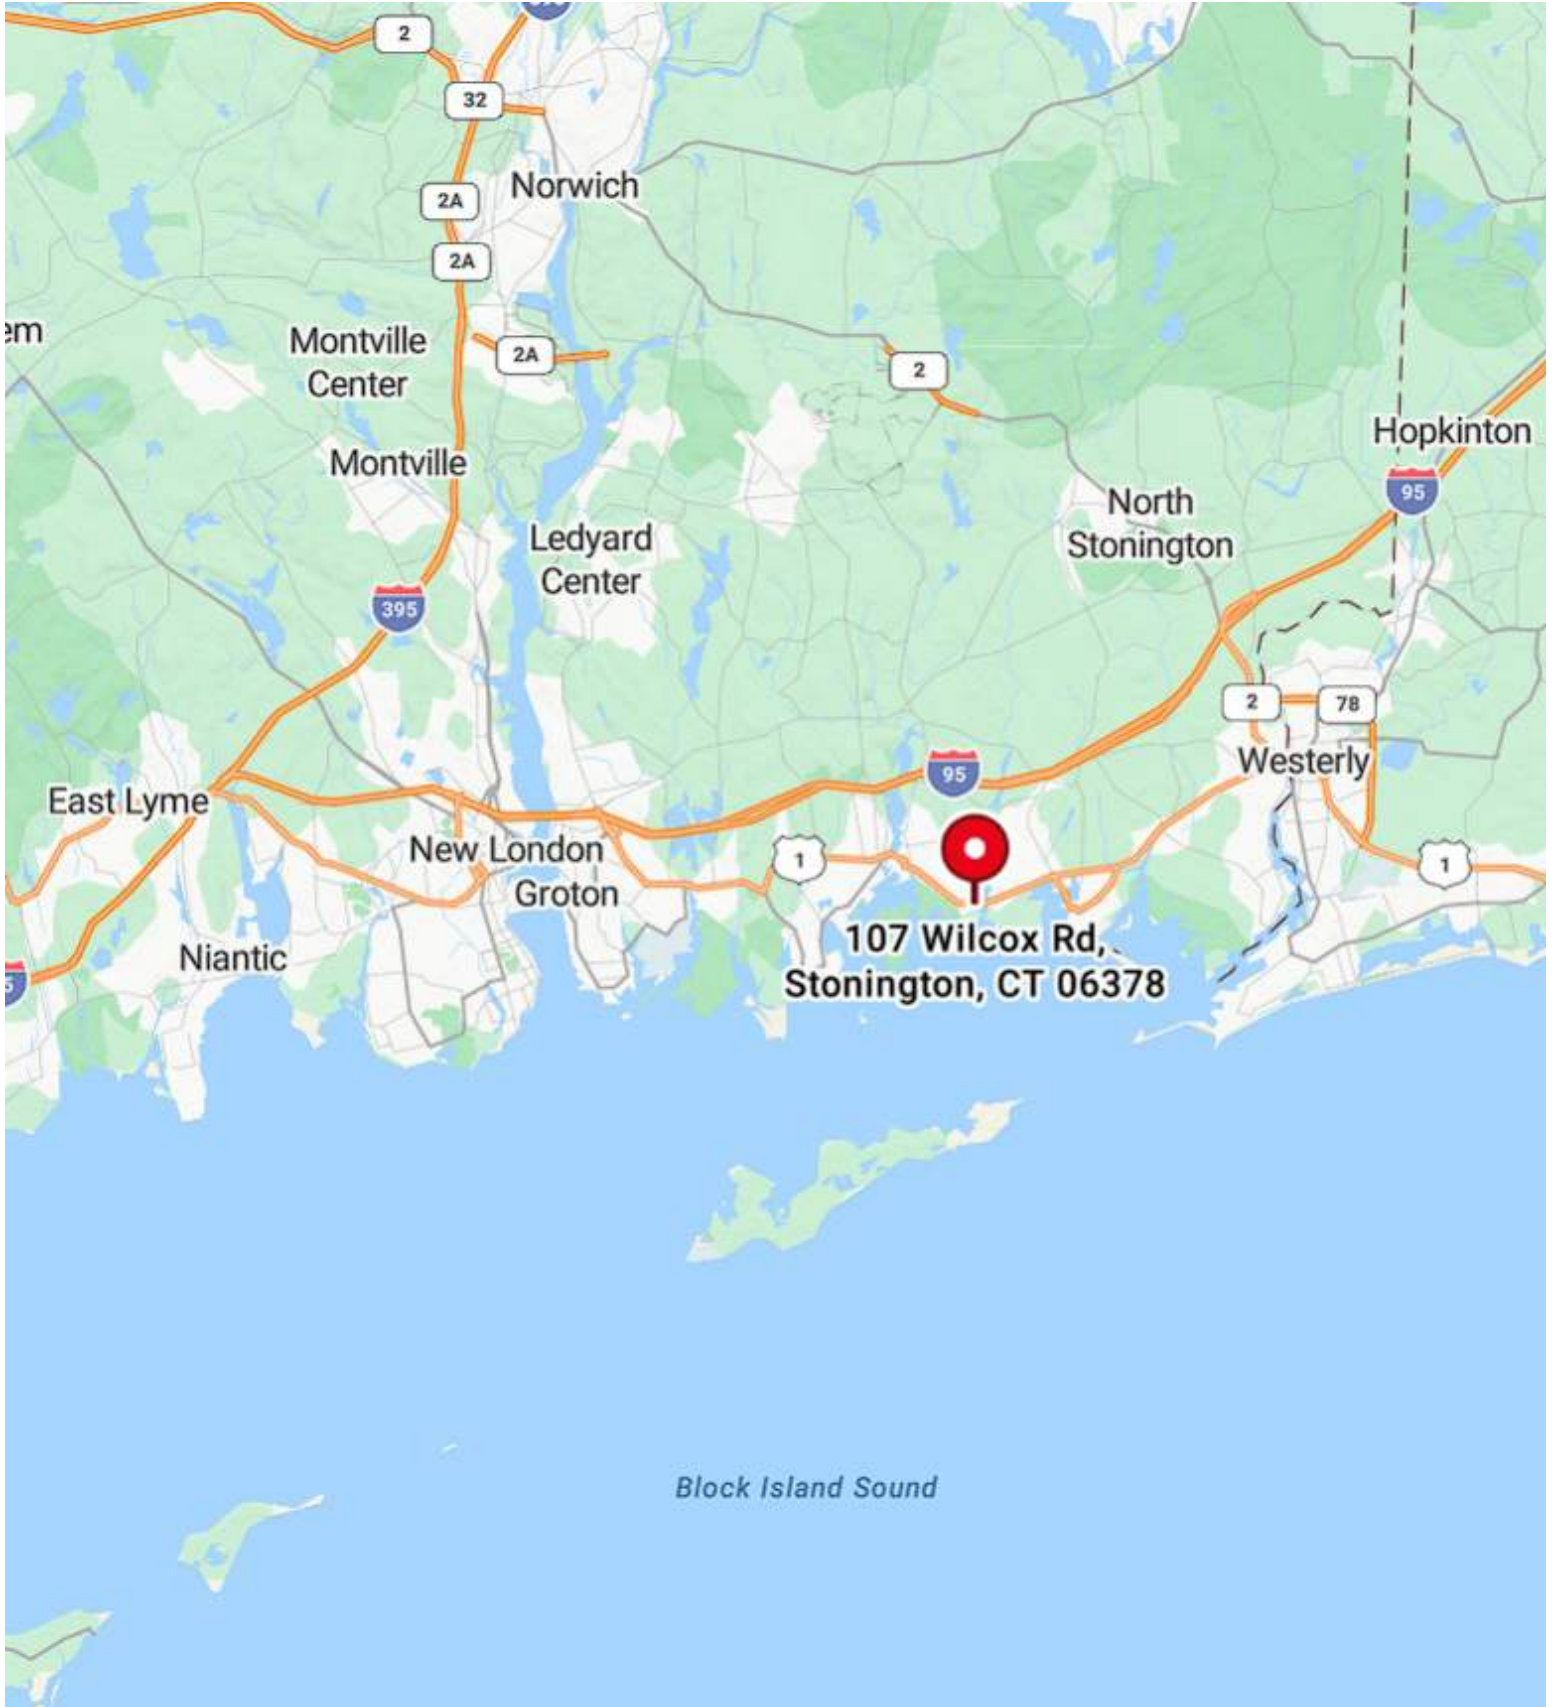 2
32
2A
Norwich
2A
em
Montville
Center
2A
2
Hopkinton
Montville
95
North
Stonington
Ledyard
Center
395
2
78
Westerly
95
East Lyme
New London
Groton
1
1
107 Wilcox Rd,
Stonington, CT 06378
Niantic
Block Island Sound